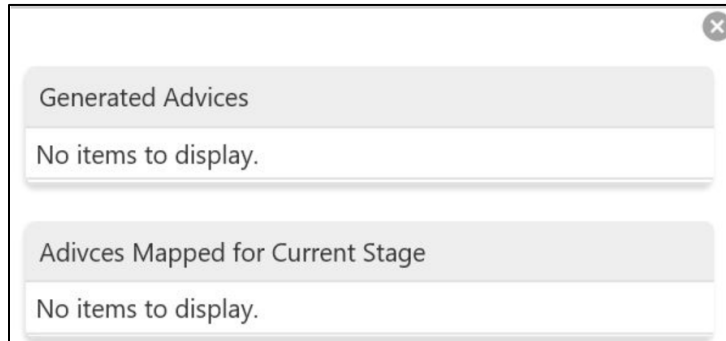 Generated Advices
No items to display.
Adivces Mapped for Current Stage
No items to display.